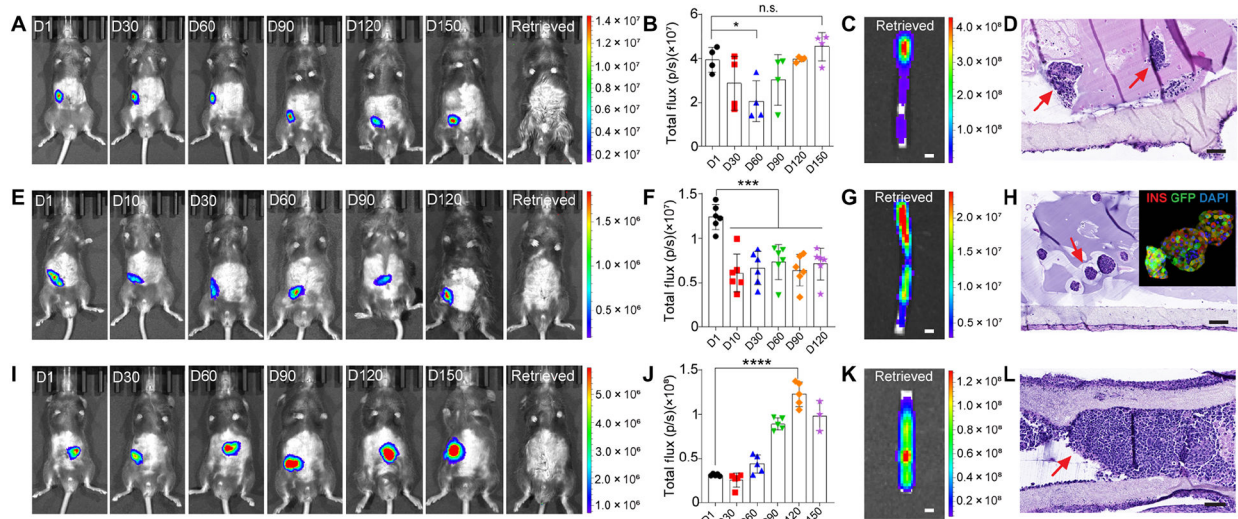 A
D1
D30
D60
D90
D120
D150
Retrieved
1.4 × 10⁷
1.2 × 10⁷
1.0 × 10⁷
0.8 × 10⁷
0.6 × 10⁷
0.4 × 10⁷
0.2 × 10⁷
B
n.s.
*
Total flux (p/s)(×10⁷)
6
4
2
0
D1
D30
D60
D90
D120
D150
C
Retrieved
4.0 × 10⁸
3.0 × 10⁸
2.0 × 10⁸
1.0 × 10⁸
D
E
D1
D10
D30
D60
D90
D120
Retrieved
1.5 × 10⁶
1.0 × 10⁶
0.5 × 10⁶
F
***
Total flux (p/s)(×10⁷)
1.5
1
0.5
0
D1
D10
D30
D60
D90
D120
G
Retrieved
2.0 × 10⁷
1.5 × 10⁷
1.0 × 10⁷
0.5 × 10⁷
H
INS GFP DAPI
I
D1
D30
D60
D90
D120
D150
Retrieved
5.0 × 10⁶
4.0 × 10⁶
3.0 × 10⁶
2.0 × 10⁶
1.0 × 10⁶
J
****
Total flux (p/s)(×10⁸)
1.5
1
0.5
0
D1
D30
D60
D90
D120
D150
K
Retrieved
1.2 × 10⁸
1.0 × 10⁸
0.8 × 10⁸
0.6 × 10⁸
0.4 × 10⁸
0.2 × 10⁸
L